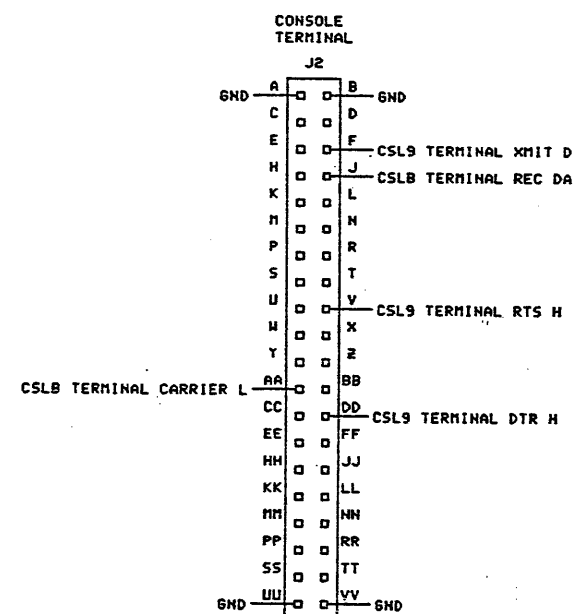 CONSOLE
TERMINAL
J2
A B
GND GND
C D
E F
CSL9 TERMINAL XMIT D
H J
CSLB TERMINAL REC DA
K L
M N
P R
S T
U V
CSL9 TERMINAL RTS H
W X
Y Z
AA BB
CSLB TERMINAL CARRIER L
CC DD
CSL9 TERMINAL DTR H
EE FF
HH JJ
KK LL
MM NN
PP RR
SS TT
UU VV
GND GND